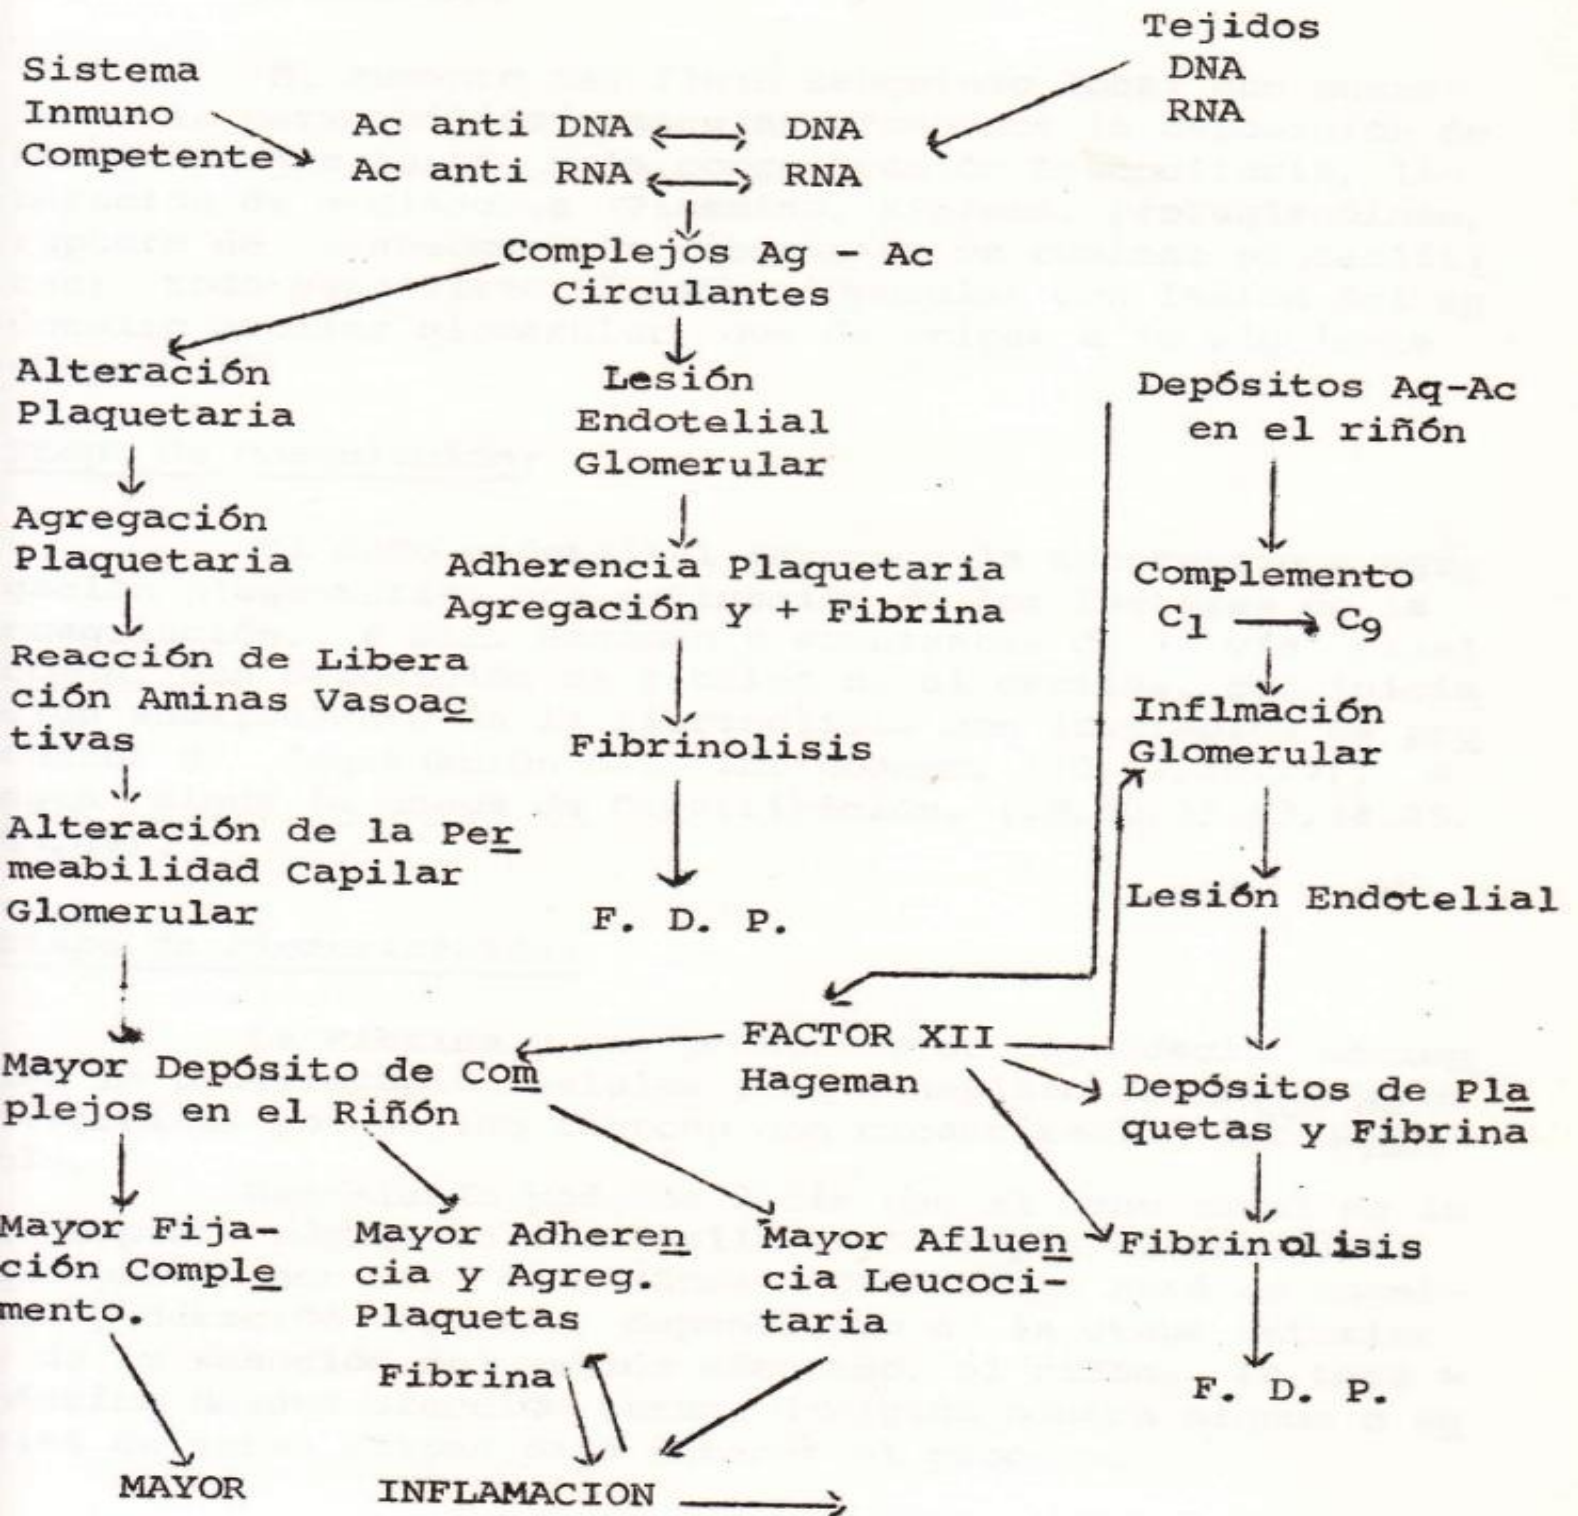 Tejidos
DNA
RNA
Sistema
Inmuno
Competente
Ac anti DNA DNA
Ac anti RNA RNA
Complejos Ag - Ac
Circulantes
Alteración
Plaquetaria
Agregación
Plaquetaria
Reacción de Libera
ción Aminas Vasoac
tivas
Alteración de la Per
meabilidad Capilar
Glomerular
Lesión
Endotelial
Glomerular
Adherencia Plaquetaria
Agregación y + Fibrina
Fibrinolisis
F. D. P.
Depósitos Aq-Ac
en el riñón
Complemento
C1 C9
Inflmación
Glomerular
Lesión Endotelial
FACTOR XII
Hageman
Mayor Depósito de Com
plejos en el Riñón
Depósitos de Pla
quetas y Fibrina
Mayor Fija-
ción Comple
mento.
Mayor Adheren
cia y Agreg.
Plaquetas
Fibrina
Mayor Afluen
cia Leucoci-
taria
Fibrinolisis
F. D. P.
MAYOR INFLAMACION